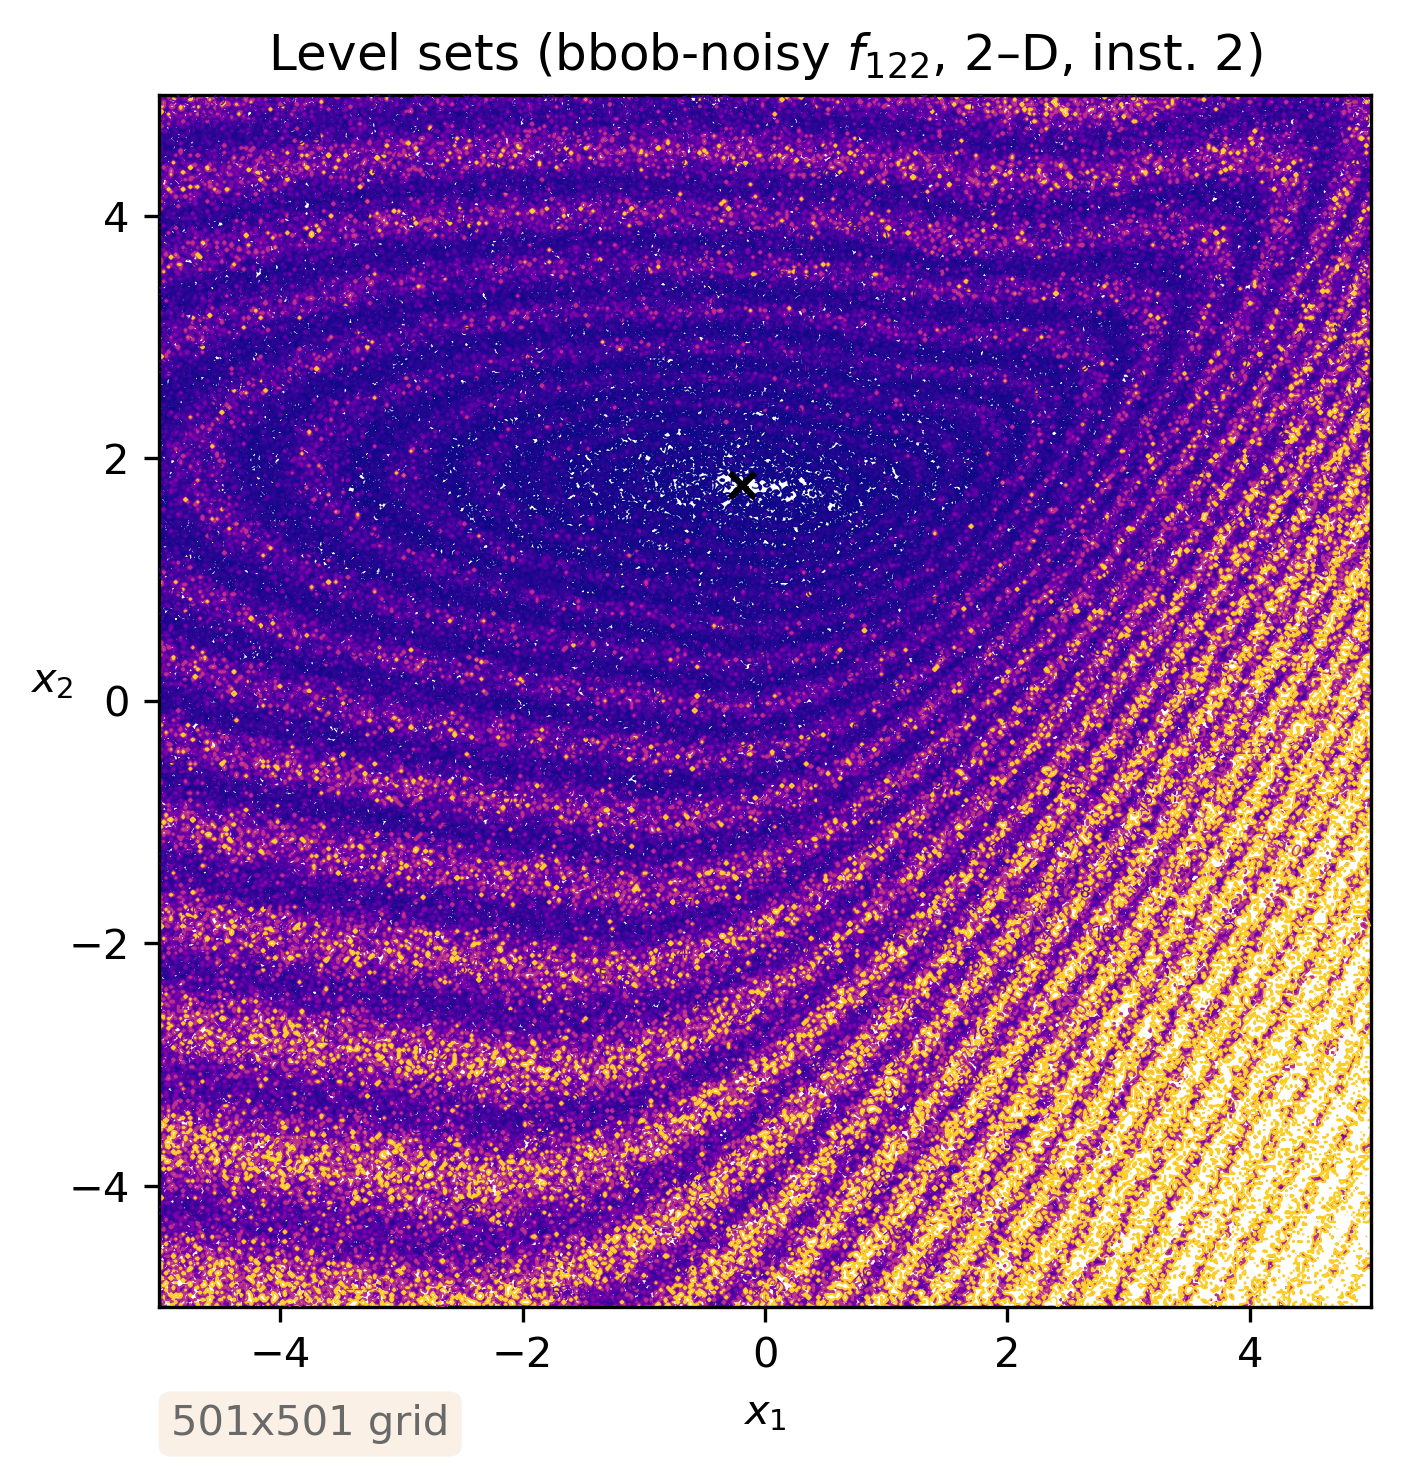 Level sets (bbob-noisy f₁₂₂, 2–D, inst. 2)
4
2
x₂
0
−2
−4
−4 −2 0 2 4
x₁
501x501 grid